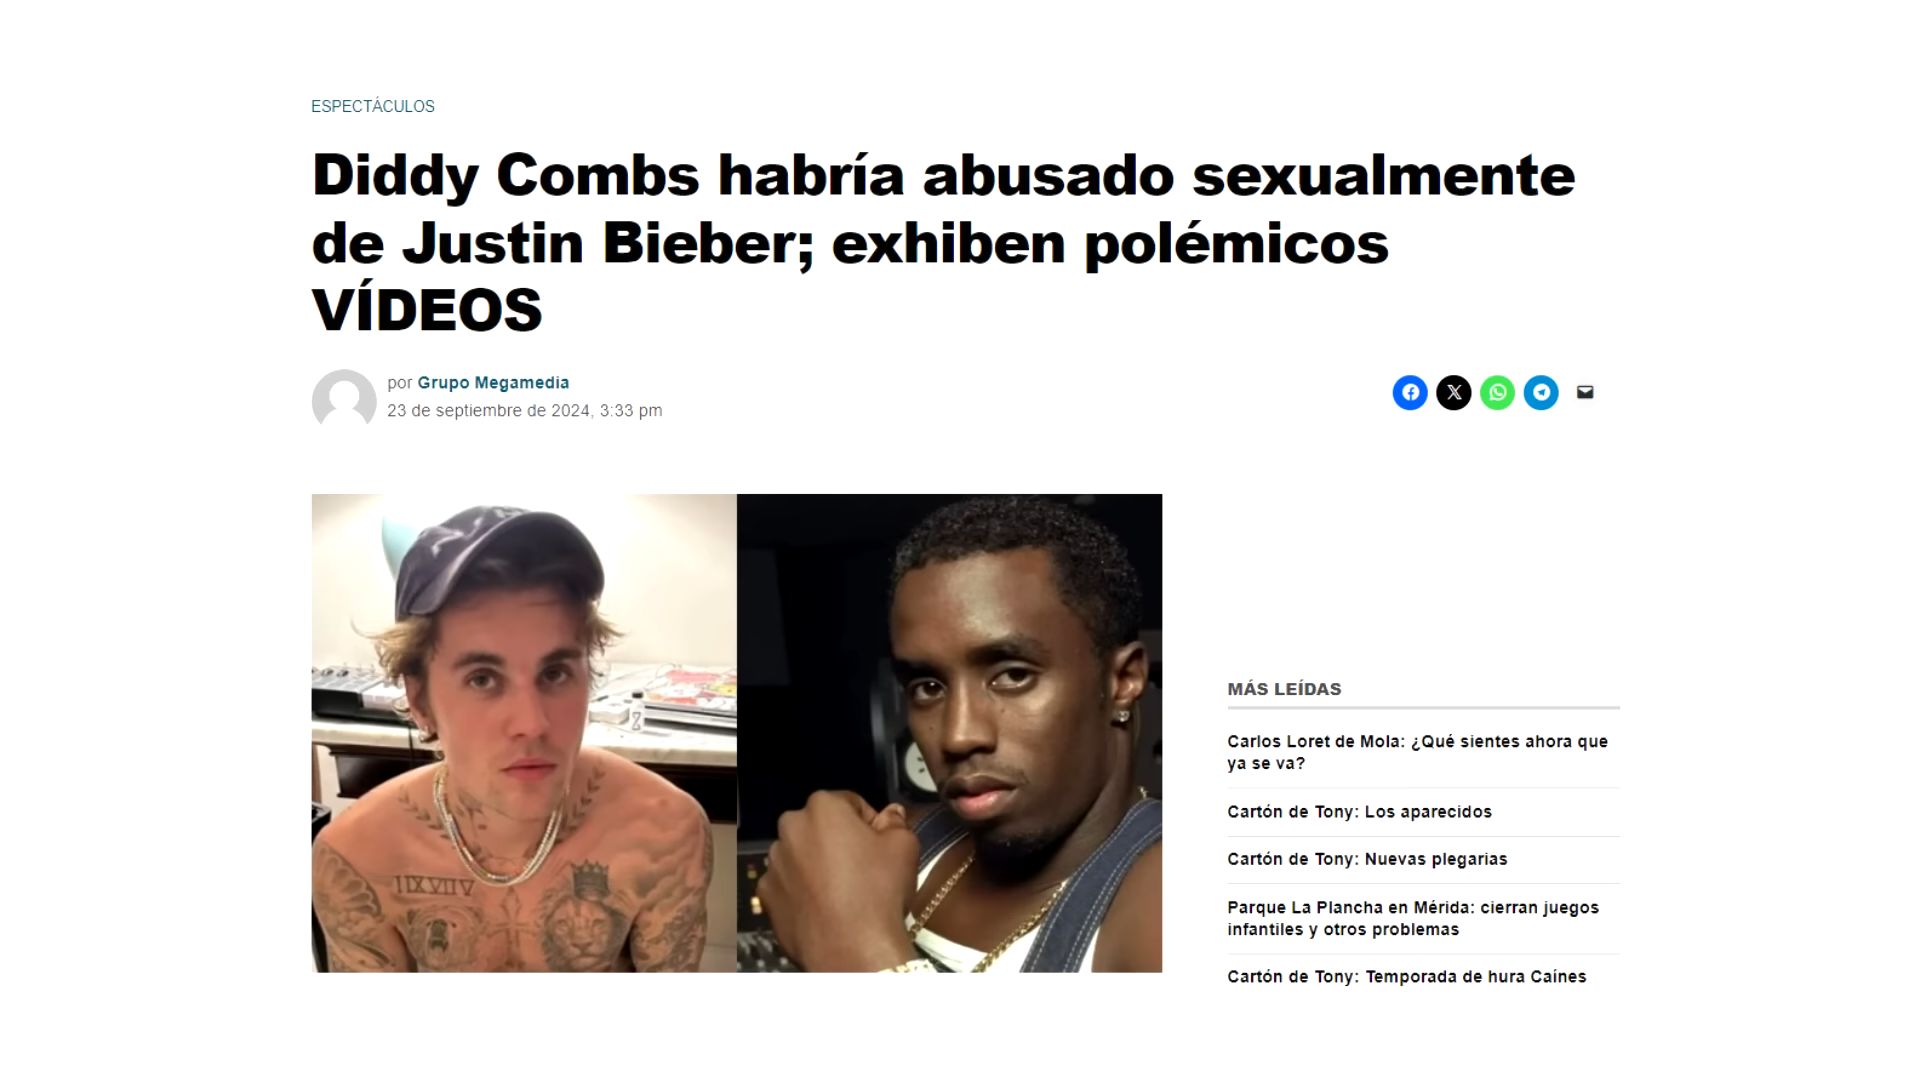 ESPECTÁCULOS
Diddy Combs habría abusado sexualmente
de Justin Bieber; exhiben polémicos
VÍDEOS
por Grupo Megamedia
23 de septiembre de 2024, 3:33 pm
IIXVIIV
MÁS LEÍDAS
Carlos Loret de Mola: ¿Qué sientes ahora que
ya se va?
Cartón de Tony: Los aparecidos
Cartón de Tony: Nuevas plegarias
Parque La Plancha en Mérida: cierran juegos
infantiles y otros problemas
Cartón de Tony: Temporada de hura Caínes